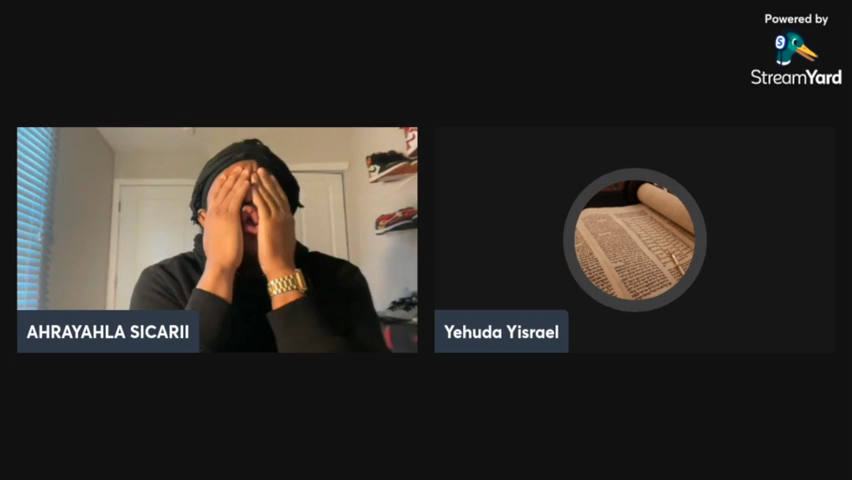 Powered by
StreamYard
AHRAYAHLA SICARII
Yehuda Yisrael